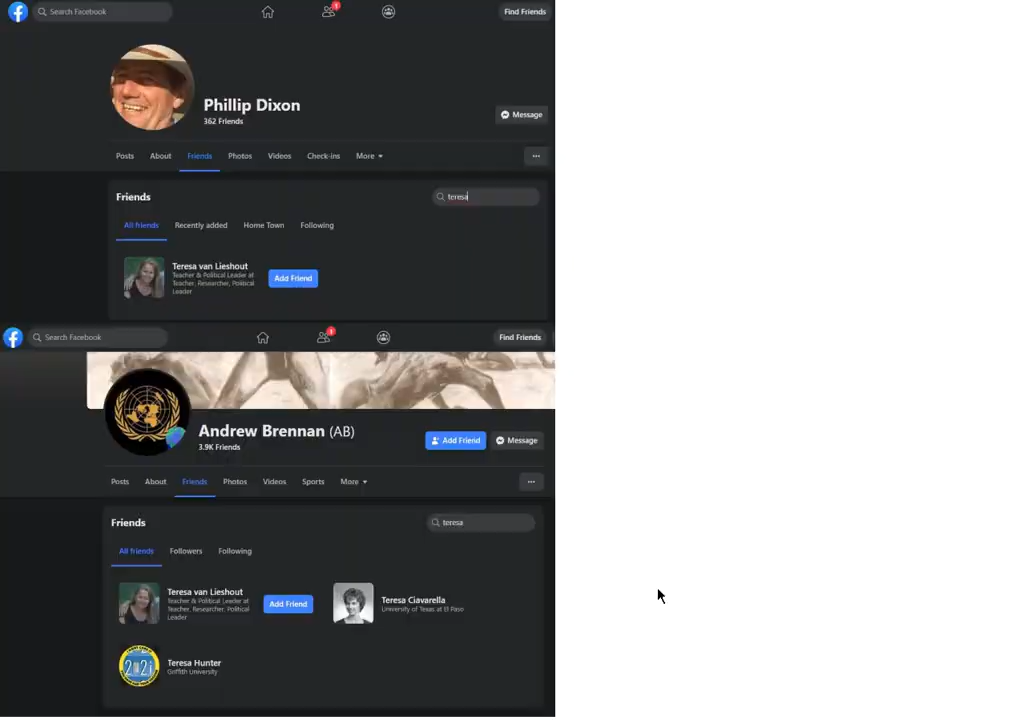 Search Facebook
1
Find Friends
Phillip Dixon
362 Friends
Message
Posts About Friends Photos Videos Check-ins More
Friends
teresa
All friends Recently added Home Town Following
Teresa van Lieshout
Teacher & Political Leader at
Teacher, Researcher, Political
Leader
Add Friend
Search Facebook
Find Friends
Andrew Brennan (AB)
3.9K Friends
Add Friend Message
Posts About Friends Photos Videos Sports More
Friends
teresa
All friends Followers Following
Teresa van Lieshout
Teacher & Political Leader at
Teacher, Researcher, Political
Leader
Add Friend
Teresa Ciavarella
University of Texas at El Paso
Teresa Hunter
Griffith University